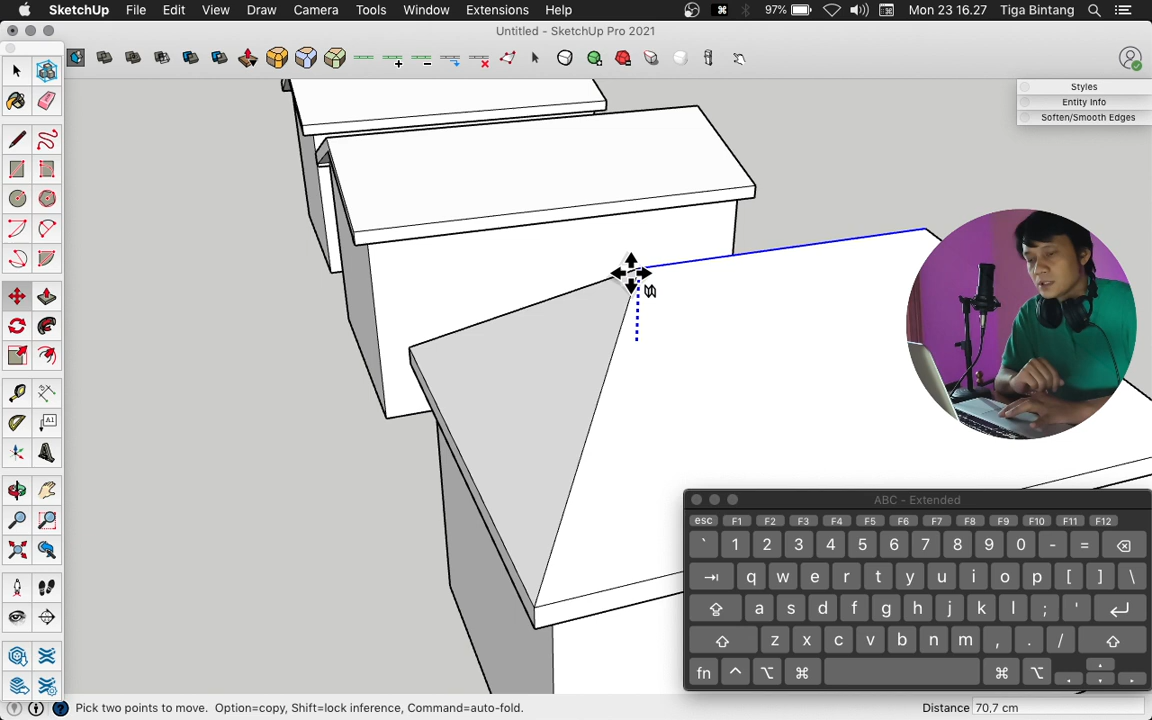 SketchUp File Edit View Draw Camera Tools Window Extensions Help 97% Mon 23 16.27 Tiga Bintang
Untitled - SketchUp Pro 2021
Styles
Entity Info
Soften/Smooth Edges
A1
ABC - Extended
esc F1 F2 F3 F4 F5 F6 F7 F8 F9 F10 F11 F12
` 1 2 3 4 5 6 7 8 9 0 - =
q w e r t y u i o p [ ] \
a s d f g h j k l ; '
z x c v b n m , . /
fn ^ ⌥ ⌘ ⌘ ⌥
Pick two points to move. Option=copy, Shift=lock inference, Command=auto-fold. Distance 70,7 cm